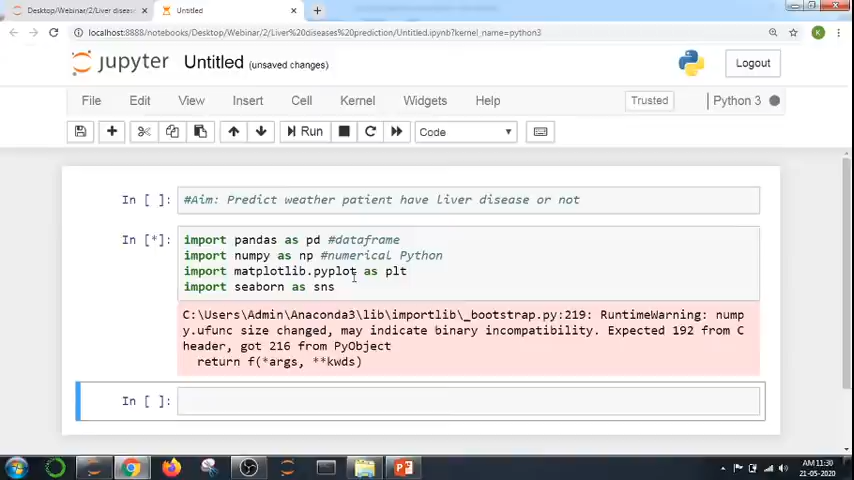 Desktop/Webinar/2/Liver disease
Untitled
localhost:8888/notebooks/Desktop/Webinar/2/Liver%20diseases%20prediction/Untitled.ipynb?kernel_name=python3
K
jupyter Untitled (unsaved changes)
Logout
File Edit View Insert Cell Kernel Widgets Help
Trusted
Python 3
Run
Code
In [ ]: #Aim: Predict weather patient have Liver disease or not
In [*]: import pandas as pd #dataframe
import numpy as np #numerical Python
import matplotlib.pyplot as plt
import seaborn as sns
C:\Users\Admin\Anaconda3\lib\importlib\_bootstrap.py:219: RuntimeWarning: nump
y.ufunc size changed, may indicate binary incompatibility. Expected 192 from C
header, got 216 from PyObject
return f(*args, **kwds)
In [ ]:
AM 11:30
21-05-2020